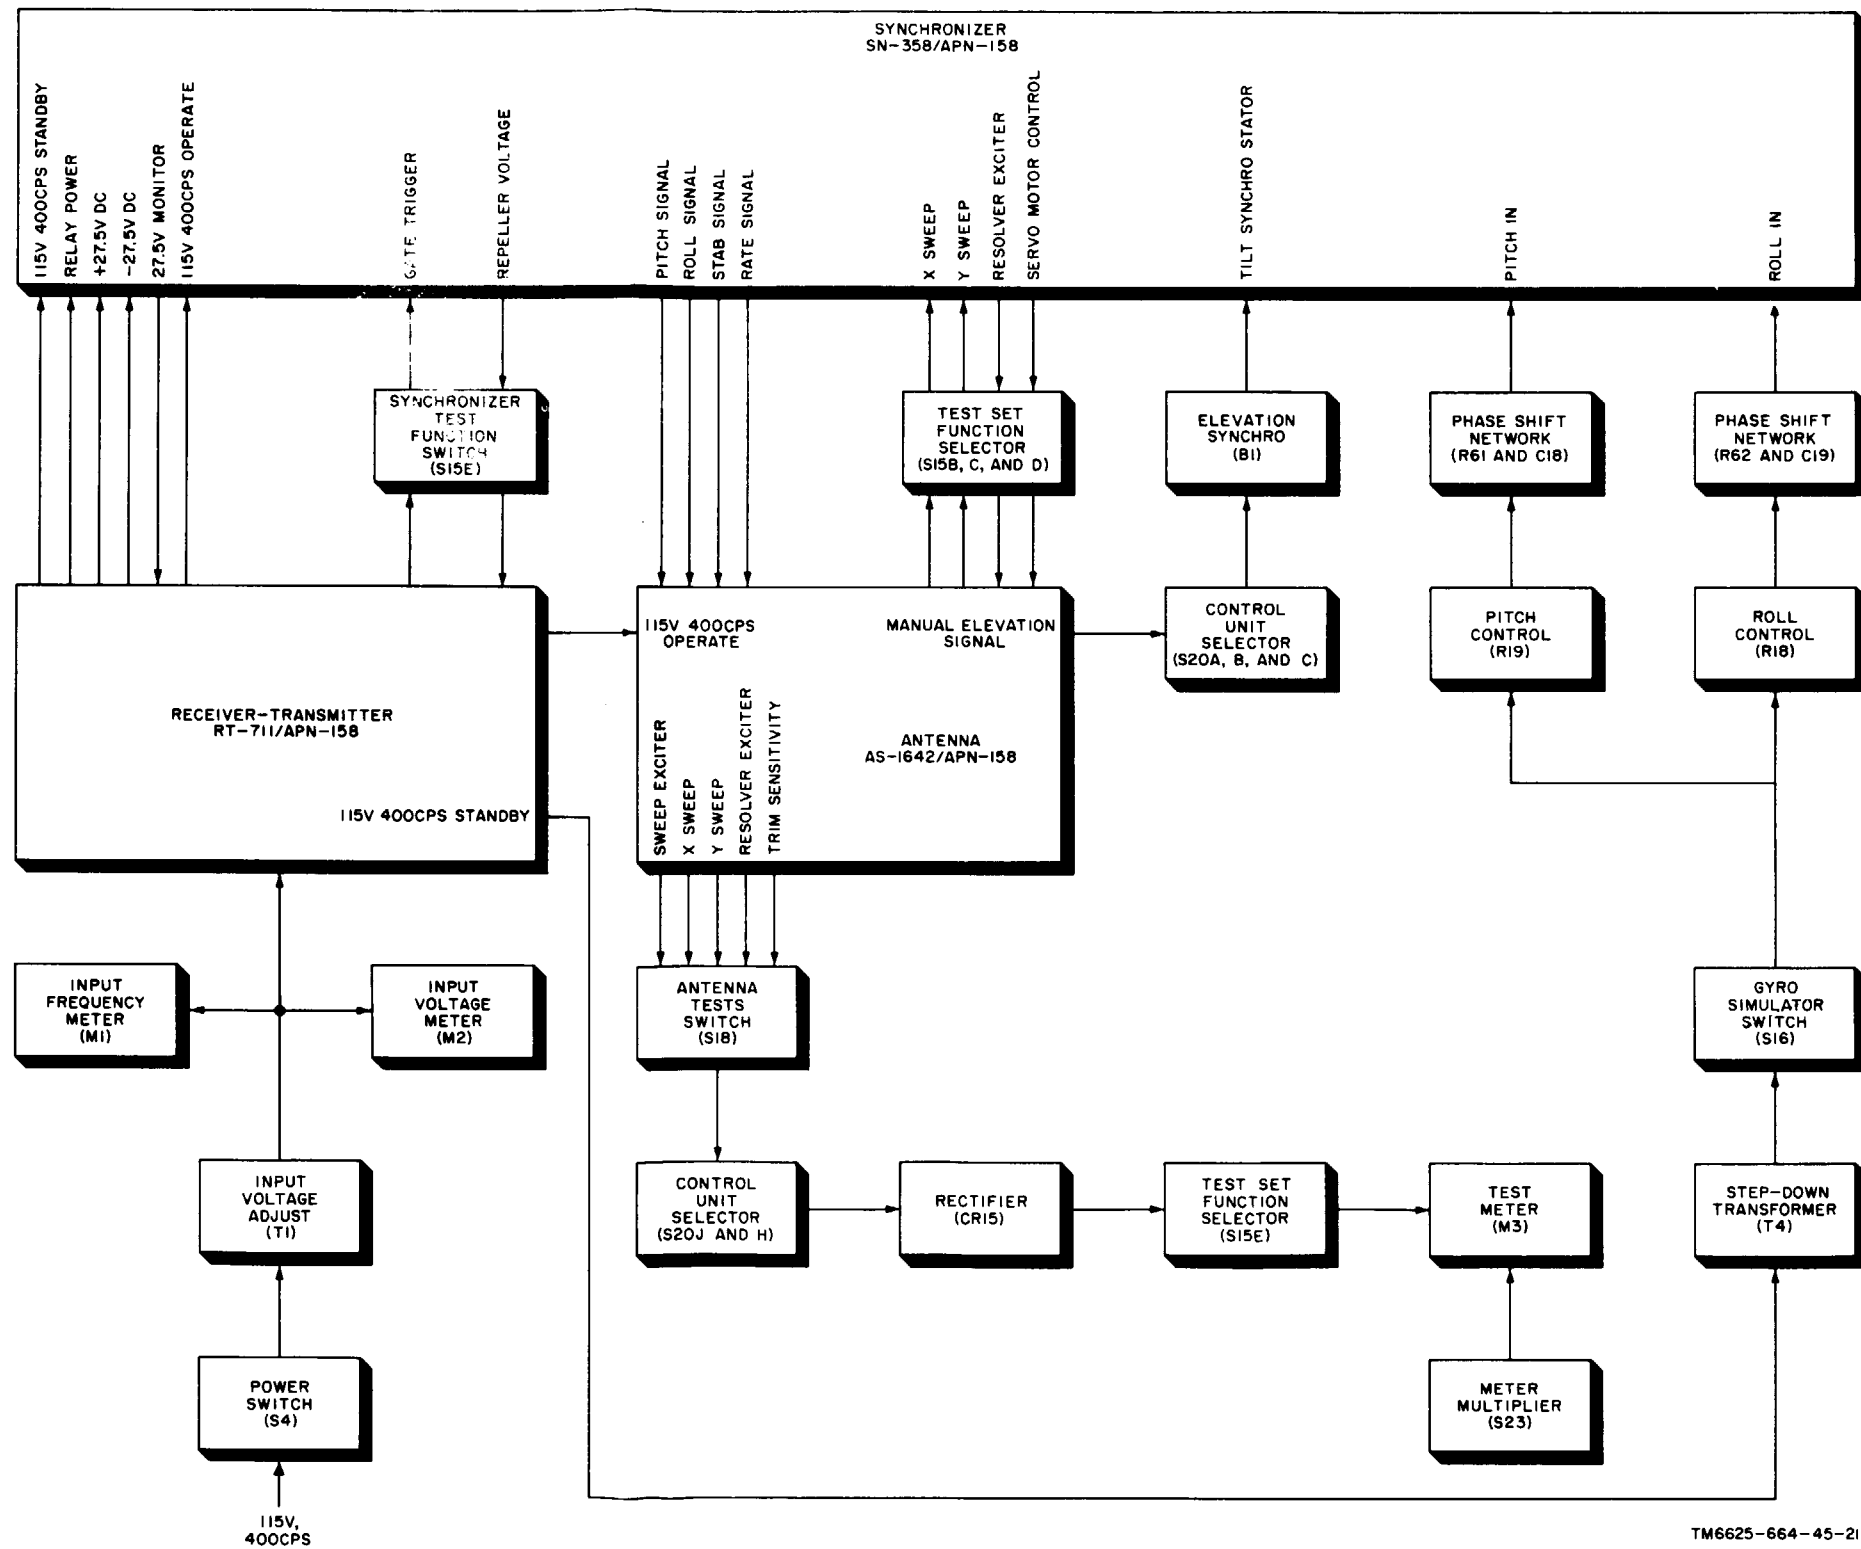 SYNCHRONIZER
SN-358/APN-158
115V 400CPS STANDBY
RELAY POWER
+27.5V DC
-27.5V DC
27.5V MONITOR
115V 400CPS OPERATE
GATE TRIGGER
REPELLER VOLTAGE
PITCH SIGNAL
ROLL SIGNAL
STAB SIGNAL
RATE SIGNAL
X SWEEP
Y SWEEP
RESOLVER EXCITER
SERVO MOTOR CONTROL
TILT SYNCHRO STATOR
PITCH IN
ROLL IN
SYNCHRONIZER
TEST
FUNCTION
SWITCH
(S15E)
TEST SET
FUNCTION
SELECTOR
(S15B, C, AND D)
ELEVATION
SYNCHRO
(B1)
PHASE SHIFT
NETWORK
(R61 AND C18)
PHASE SHIFT
NETWORK
(R62 AND C19)
RECEIVER-TRANSMITTER
RT-711/APN-158
115V 400CPS STANDBY
115V 400CPS
OPERATE
MANUAL ELEVATION
SIGNAL
ANTENNA
AS-1642/APN-158
SWEEP EXCITER
X SWEEP
Y SWEEP
RESOLVER EXCITER
TRIM SENSITIVITY
CONTROL
UNIT
SELECTOR
(S20A, B, AND C)
PITCH
CONTROL
(R19)
ROLL
CONTROL
(R18)
INPUT
FREQUENCY
METER
(M1)
INPUT
VOLTAGE
METER
(M2)
ANTENNA
TESTS
SWITCH
(S18)
GYRO
SIMULATOR
SWITCH
(S16)
INPUT
VOLTAGE
ADJUST
(T1)
CONTROL
UNIT
SELECTOR
(S20J AND H)
RECTIFIER
(CR15)
TEST SET
FUNCTION
SELECTOR
(S15E)
TEST
METER
(M3)
STEP-DOWN
TRANSFORMER
(T4)
POWER
SWITCH
(S4)
METER
MULTIPLIER
(S23)
115V,
400CPS
TM6625-664-45-21